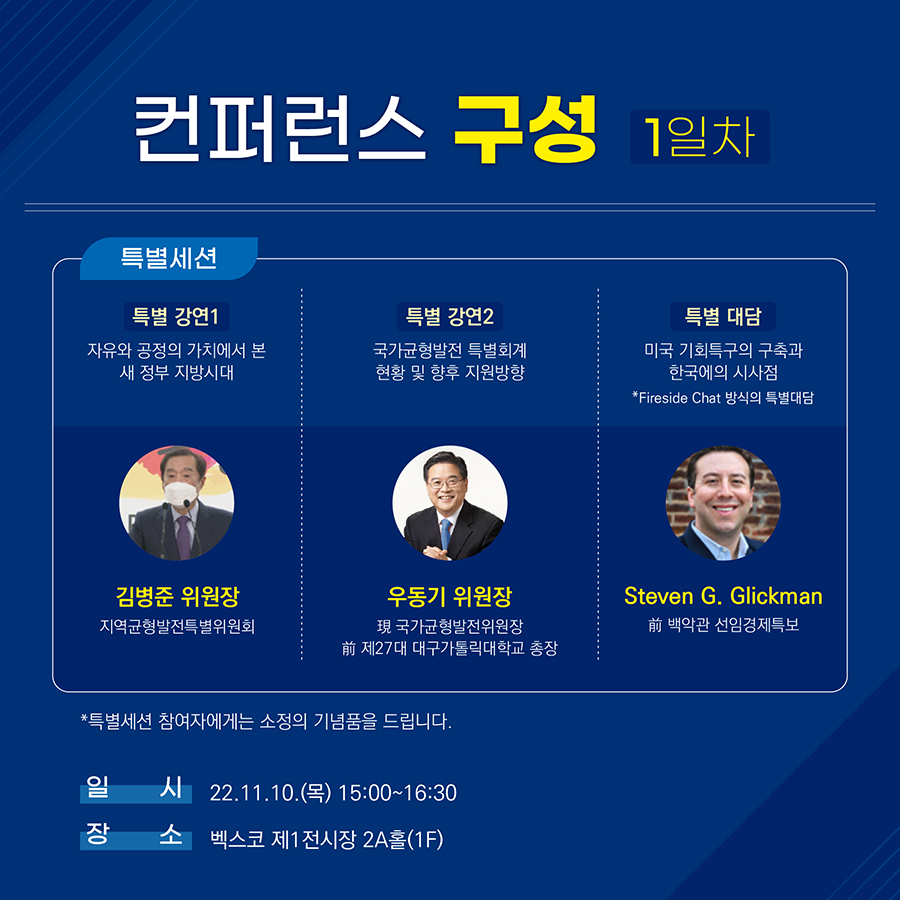 컨퍼런스 구성 1일차
특별세션
특별 강연1
자유와 공정의 가치에서 본
새 정부 지방시대
김병준 위원장
지역균형발전특별위원회
특별 강연2
국가균형발전 특별회계
현황 및 향후 지원방향
우동기 위원장
現 국가균형발전위원장
前 제27대 대구가톨릭대학교 총장
특별 대담
미국 기회특구의 구축과
한국에의 시사점
*Fireside Chat 방식의 특별대담
Steven G. Glickman
前 백악관 선임경제특보
*특별세션 참여자에게는 소정의 기념품을 드립니다.
일 시 22.11.10.(목) 15:00~16:30
장 소 벡스코 제1전시장 2A홀(1F)